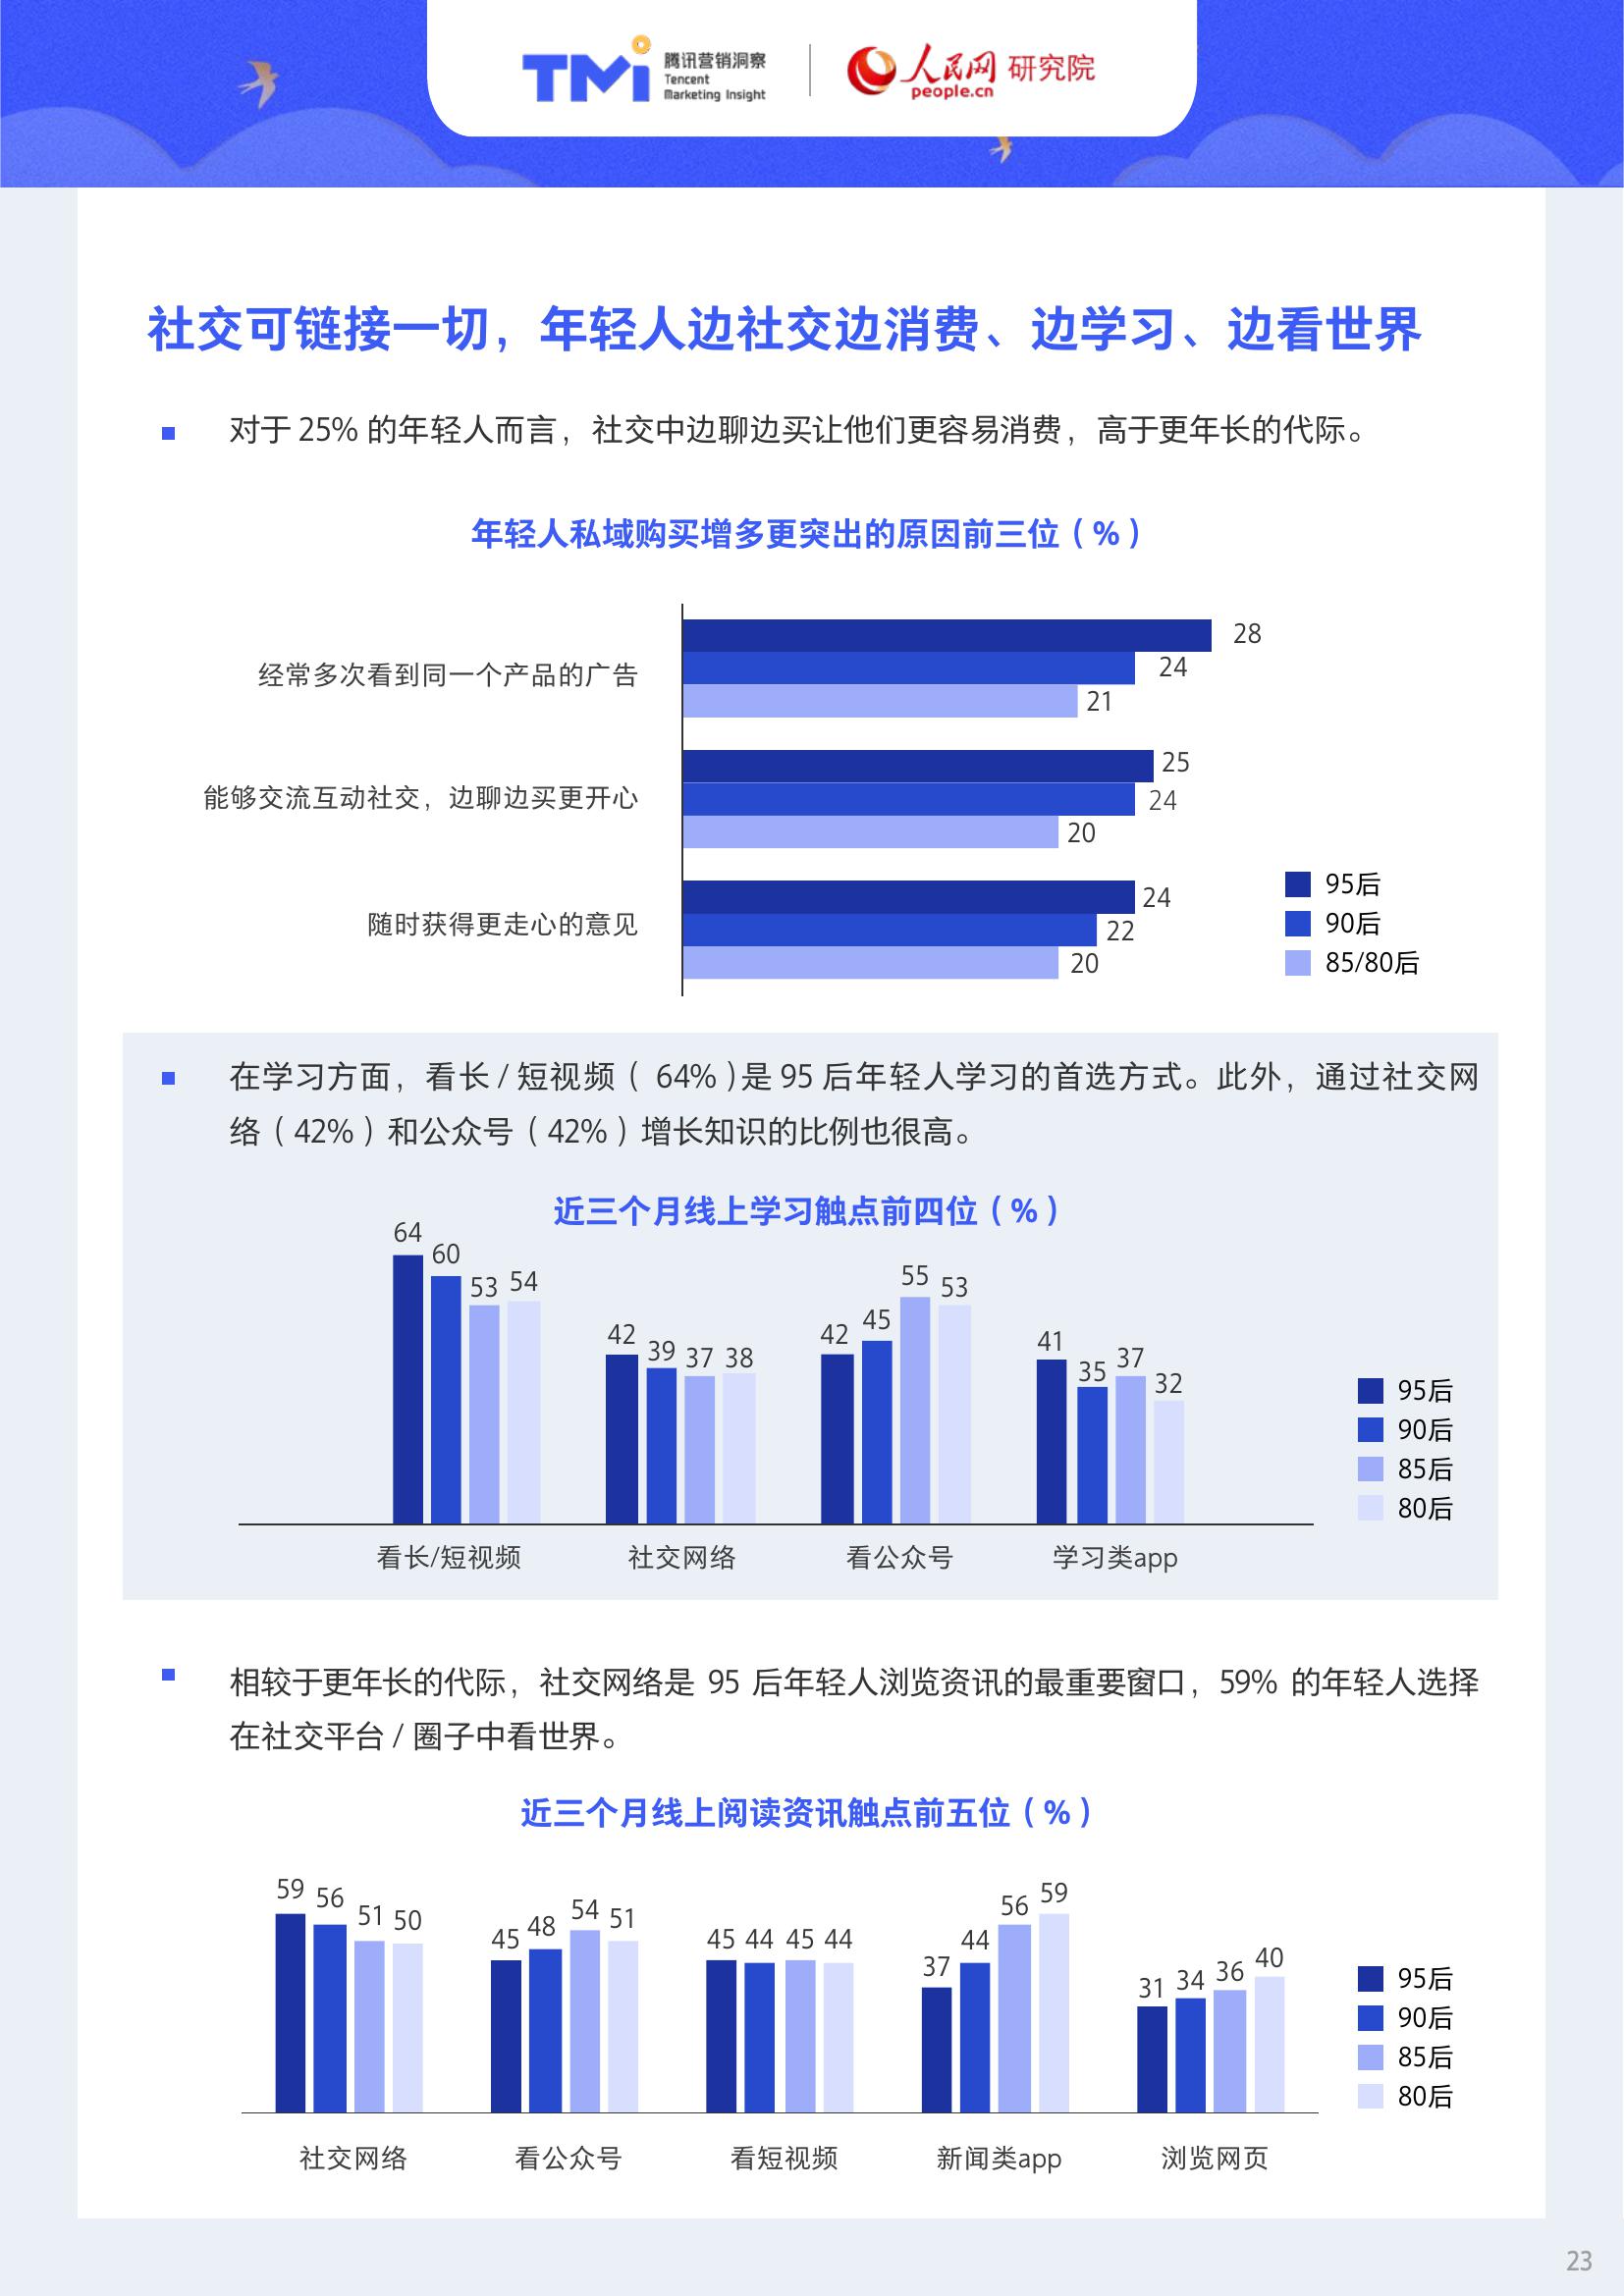 TMi 腾讯营销洞察
Tencent
Marketing Insight
人民网 研究院
people.cn
社交可链接一切，年轻人边社交边消费、边学习、边看世界
对于 25% 的年轻人而言，社交中边聊边买让他们更容易消费，高于更年长的代际。
年轻人私域购买增多更突出的原因前三位（%）
经常多次看到同一个产品的广告
28
24
21
能够交流互动社交，边聊边买更开心
25
24
20
随时获得更走心的意见
24
22
20
95后
90后
85/80后
在学习方面，看长 / 短视频（ 64% )是 95 后年轻人学习的首选方式。此外，通过社交网
络（42%）和公众号（42%）增长知识的比例也很高。
近三个月线上学习触点前四位（%）
64 60 53 54
42 39 37 38
42 45 55 53
41 35 37 32
看长/短视频 社交网络 看公众号 学习类app
95后
90后
85后
80后
相较于更年长的代际，社交网络是 95 后年轻人浏览资讯的最重要窗口，59% 的年轻人选择
在社交平台 / 圈子中看世界。
近三个月线上阅读资讯触点前五位（%）
59 56 51 50
45 48 54 51
45 44 45 44
37 44 56 59
31 34 36 40
社交网络 看公众号 看短视频 新闻类app 浏览网页
95后
90后
85后
80后
23